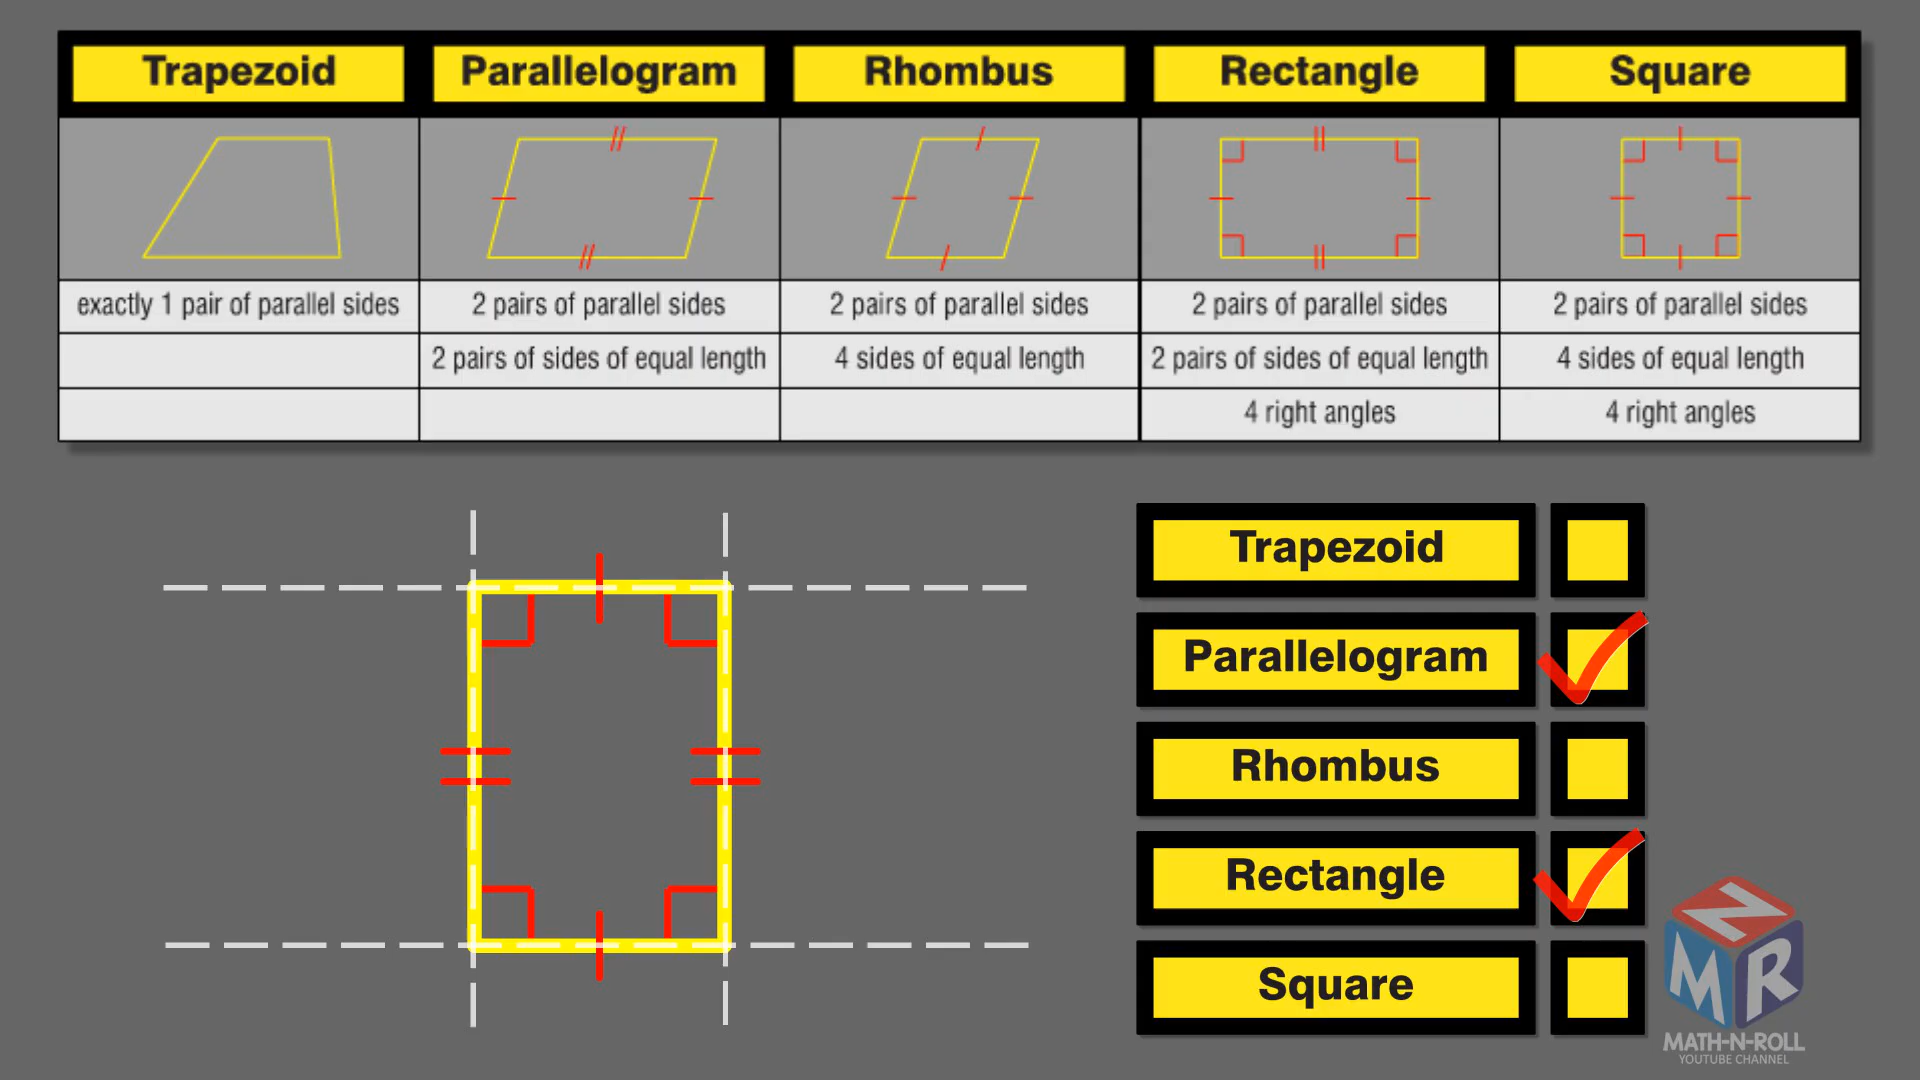 Trapezoid Parallelogram Rhombus Rectangle Square
exactly 1 pair of parallel sides 2 pairs of parallel sides 2 pairs of parallel sides 2 pairs of parallel sides 2 pairs of parallel sides
2 pairs of sides of equal length 4 sides of equal length 2 pairs of sides of equal length 4 sides of equal length
4 right angles 4 right angles
Trapezoid
Parallelogram
Rhombus
Rectangle
Square
M N R
MATH-N-ROLL
YOUTUBE CHANNEL